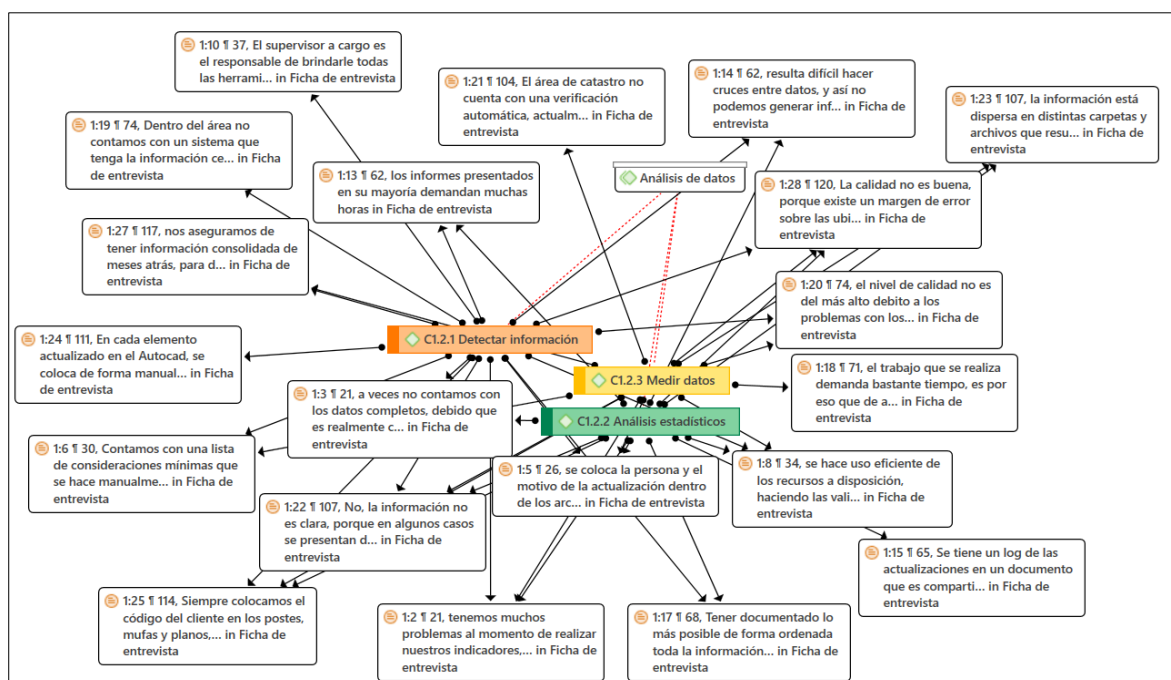 1:10 ¶ 37, El supervisor a cargo es
el responsable de brindarle todas
las herrami... in Ficha de
entrevista
1:21 ¶ 104, El área de catastro no
cuenta con una verificación
automática, actualm... in Ficha
de entrevista
1:14 ¶ 62, resulta difícil hacer
cruces entre datos, y así no
podemos generar inf... in Ficha de
entrevista
1:23 ¶ 107, la información está
dispersa en distintas carpetas y
archivos que resu... in Ficha de
entrevista
1:19 ¶ 74, Dentro del área no
contamos con un sistema que
tenga la información ce... in Ficha
de entrevista
1:13 ¶ 62, los informes presentados
en su mayoría demandan muchas
horas in Ficha de entrevista
Análisis de datos
1:28 ¶ 120, La calidad no es buena,
porque existe un margen de error
sobre las ubi... in Ficha de
entrevista
1:27 ¶ 117, nos aseguramos de
tener información consolidada de
meses atrás, para d... in Ficha de
entrevista
1:20 ¶ 74, el nivel de calidad no es
del más alto debito a los
problemas con los... in Ficha de
entrevista
C1.2.1 Detectar información
1:24 ¶ 111, En cada elemento
actualizado en el Autocad, se
coloca de forma manual... in
Ficha de entrevista
C1.2.3 Medir datos
1:18 ¶ 71, el trabajo que se realiza
demanda bastante tiempo, es por
eso que de a... in Ficha de
entrevista
1:3 ¶ 21, a veces no contamos
con los datos completos, debido que
es realmente c... in Ficha de
entrevista
C1.2.2 Análisis estadísticos
1:6 ¶ 30, Contamos con una lista
de consideraciones mínimas que
se hace manualme... in Ficha de
entrevista
1:5 ¶ 26, se coloca la persona y el
motivo de la actualización dentro
de los arc... in Ficha de entrevista
1:8 ¶ 34, se hace uso eficiente de
los recursos a disposición,
haciendo las vali... in Ficha de
entrevista
1:22 ¶ 107, No, la información no
es clara, porque en algunos casos
se presentan d... in Ficha de
entrevista
1:15 ¶ 65, Se tiene un log de las
actualizaciones en un documento
que es comparti... in Ficha de
entrevista
1:25 ¶ 114, Siempre colocamos el
código del cliente en los postes,
mufas y planos,... in Ficha de
entrevista
1:2 ¶ 21, tenemos muchos
problemas al momento de realizar
nuestros indicadores,... in Ficha de
entrevista
1:17 ¶ 68, Tener documentado lo
más posible de forma ordenada
toda la información... in Ficha de
entrevista